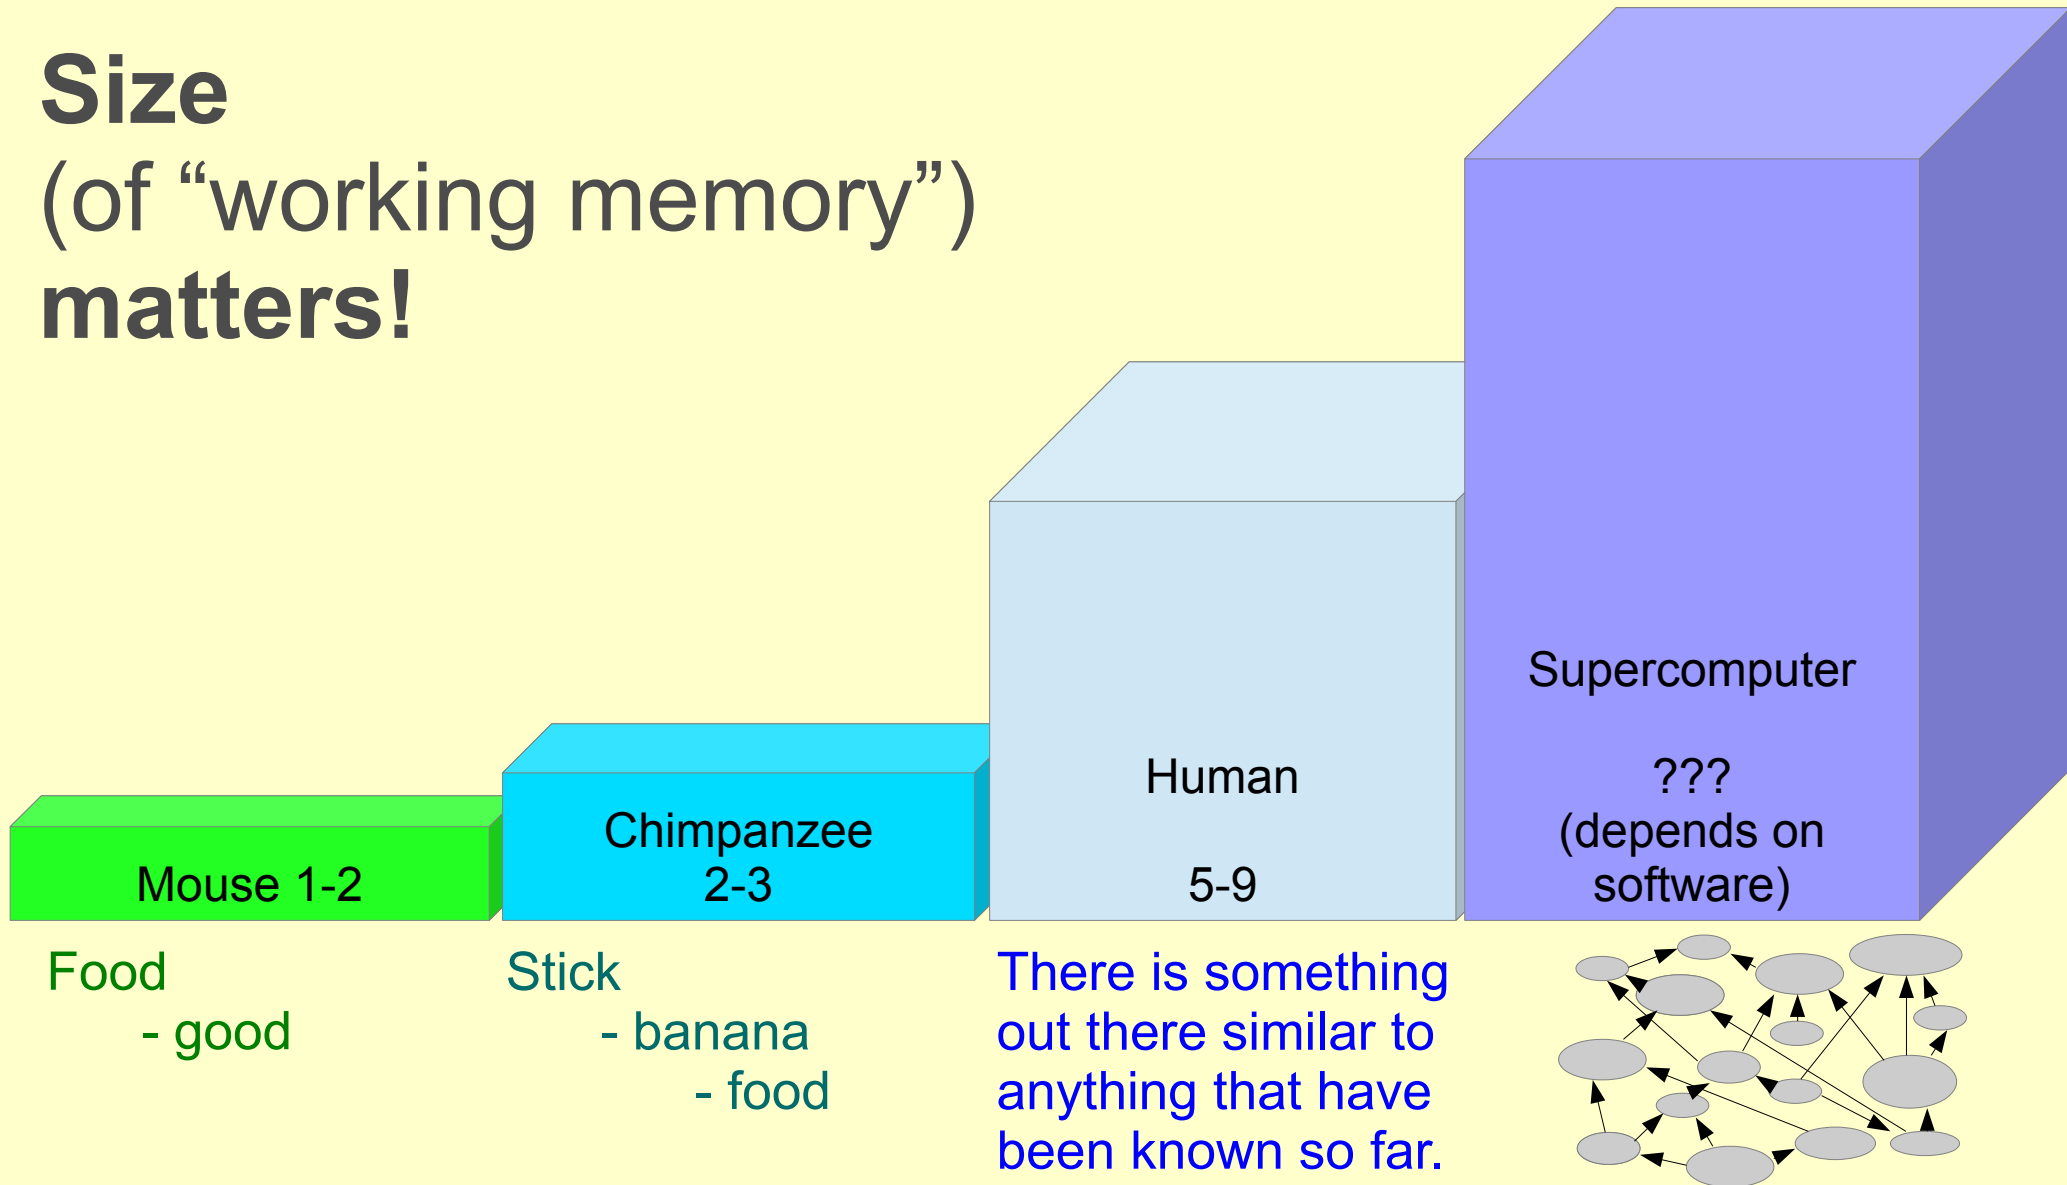 Size
(of “working memory”)
matters!
Mouse 1-2
Chimpanzee
2-3
Human
5-9
Supercomputer
???
(depends on
software)
Food
- good
Stick
- banana
- food
There is something
out there similar to
anything that have
been known so far.